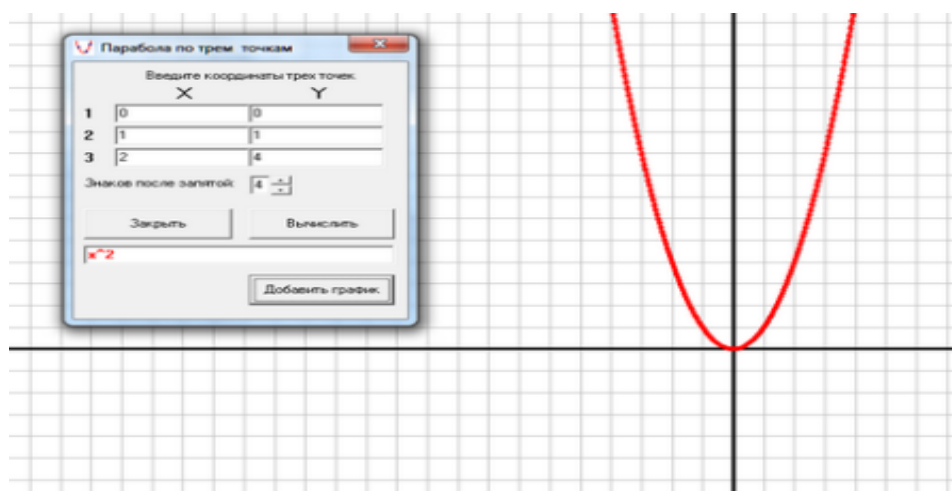 Парабола по трем точкам
Введите координаты трех точек
X Y
1 0 0
2 1 1
3 2 4
Знаков после запятой: 4
Закрыть Вычислить
x^2
Добавить график